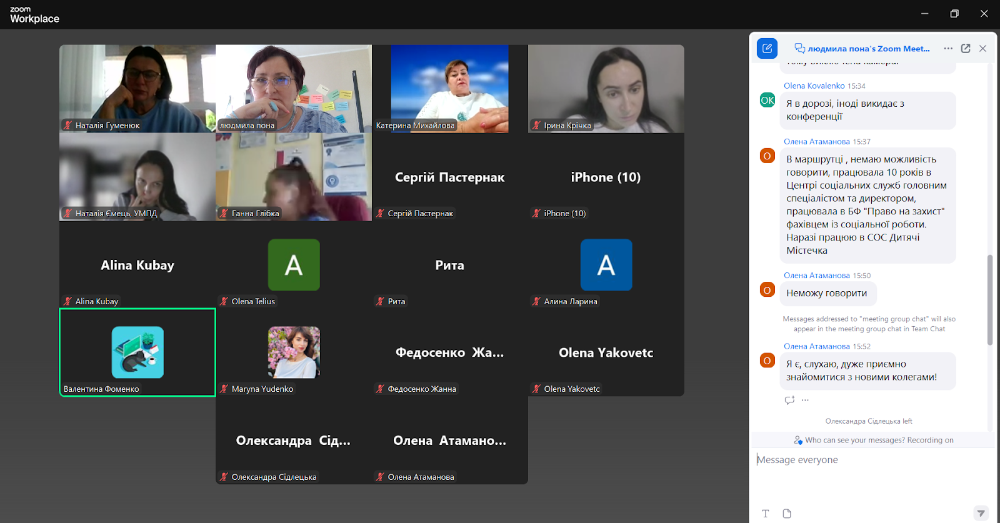 zoom
Workplace
Наталія Гуменюк
людмила пона
Катерина Михайлова
Ірина Крічка
Сергій Пастернак
iPhone (10)
Наталія Ємець, УМПД
Ганна Глібка
Сергій Пастернак
iPhone (10)
Alina Kubay
A
Рита
A
Alina Kubay
Olena Telius
Рита
Алина Ларина
Федосенко Жа...
Olena Yakovetc
Валентина Фоменко
Maryna Yudenko
Федосенко Жанна
Olena Yakovetc
Олександра Сід...
Олена Атамано...
Олександра Сідлецька
Олена Атаманова
людмила пона's Zoom Meet...
Olena Kovalenko 15:34
OK
Я в дорозі, іноді викидає з
конференції
Олена Атаманова 15:37
О
В маршрутці , немаю можливість
говорити, працювала 10 років в
Центрі соціальних служб головним
спеціалістом та директором,
працювала в БФ "Право на захист"
фахівцем із соціальної роботи.
Наразі працюю в СОС Дитячі
Містечка
Олена Атаманова 15:50
О
Неможу говорити
Messages addressed to "meeting group chat" will also
appear in the meeting group chat in Team Chat
Олена Атаманова 15:52
О
Я є, слухаю, дуже приємно
знайомитися з новими колегами!
Олександра Сідлецька left
Who can see your messages? Recording on
Message everyone